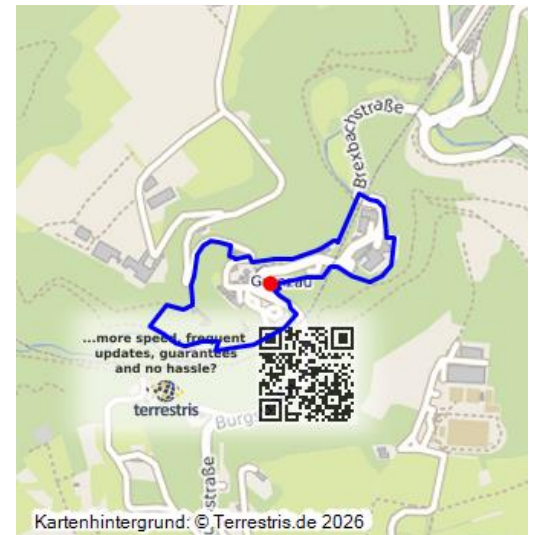 Brexbachstraße
...more speed, frequent
updates, guarantees
and no hassle?
terrestris
Kartenhintergrund: © Terrestris.de 2026